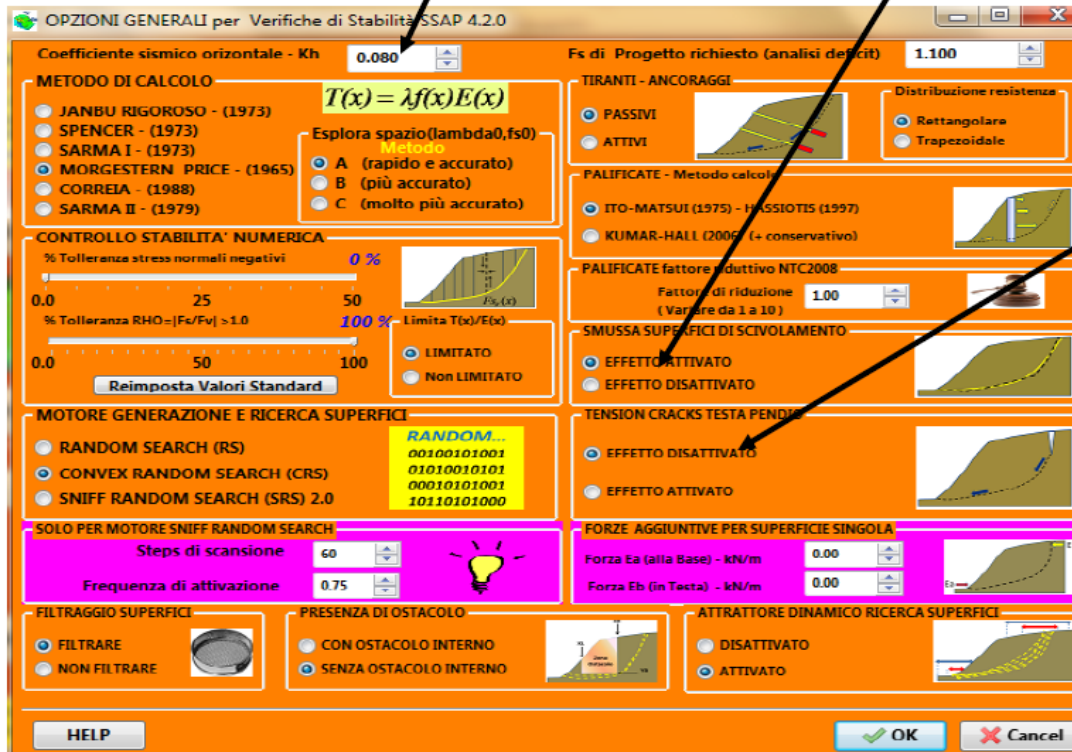 OPZIONI GENERALI per Verifiche di Stabilità SSAP 4.2.0
Coefficiente sismico orizontale - Kh 0.080
Fs di Progetto richiesto (analisi deficit) 1.100
METODO DI CALCOLO
T(x) = λf(x)E(x)
JANBU RIGOROSO - (1973)
SPENCER - (1973)
SARMA I - (1973)
MORGESTERN PRICE - (1965)
CORREIA - (1988)
SARMA II - (1979)
Esplora spazio(lambda0,fs0)
Metodo
A (rapido e accurato)
B (più accurato)
C (molto più accurato)
TIRANTI - ANCORAGGI
PASSIVI
ATTIVI
Distribuzione resistenza
Rettangolare
Trapezoidale
PALIFICATE - Metodo calcolo
ITO-MATSUI (1975) - HASSIOTIS (1997)
KUMAR-HALL (2006) (+ conservativo)
CONTROLLO STABILITA' NUMERICA
% Tolleranza stress normali negativi 0 %
0.0 25 50
% Tolleranza RHO=|Fs/Fv| >1.0 100 %
0.0 50 100
Reimposta Valori Standard
Limita T(x)/E(x)
LIMITATO
Non LIMITATO
PALIFICATE fattore riduttivo NTC2008
Fattore di riduzione 1.00
( Variare da 1 a 10 )
SMUSSA SUPERFICI DI SCIVOLAMENTO
EFFETTO ATTIVATO
EFFETTO DISATTIVATO
MOTORE GENERAZIONE E RICERCA SUPERFICI
RANDOM SEARCH (RS)
CONVEX RANDOM SEARCH (CRS)
SNIFF RANDOM SEARCH (SRS) 2.0
RANDOM...
00100101001
01010010101
00010101001
10110101000
TENSION CRACKS TESTA PENDIO
EFFETTO DISATTIVATO
EFFETTO ATTIVATO
SOLO PER MOTORE SNIFF RANDOM SEARCH
Steps di scansione 60
Frequenza di attivazione 0.75
FORZE AGGIUNTIVE PER SUPERFICIE SINGOLA
Forza Ea (alla Base) - kN/m 0.00
Forza Eb (in Testa) - kN/m 0.00
Ea
FILTRAGGIO SUPERFICI
FILTRARE
NON FILTRARE
PRESENZA DI OSTACOLO
CON OSTACOLO INTERNO
SENZA OSTACOLO INTERNO
Zona
Ostacolo
ATTRATTORE DINAMICO RICERCA SUPERFICI
DISATTIVATO
ATTIVATO
HELP
OK
Cancel